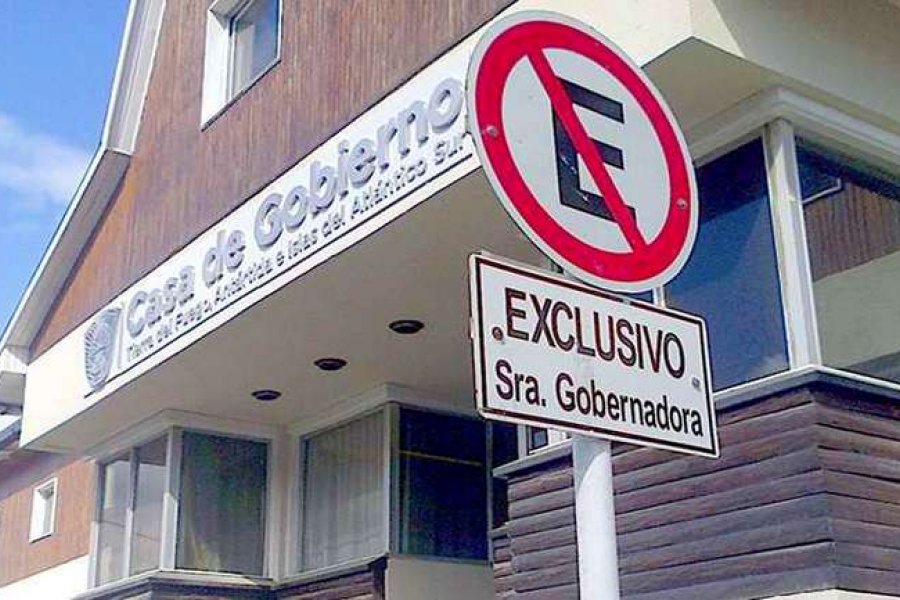 Casa de Gobierno
Tierra del Fuego, Antártida e Islas del Atlántico Sur
E
EXCLUSIVO
Sra. Gobernadora